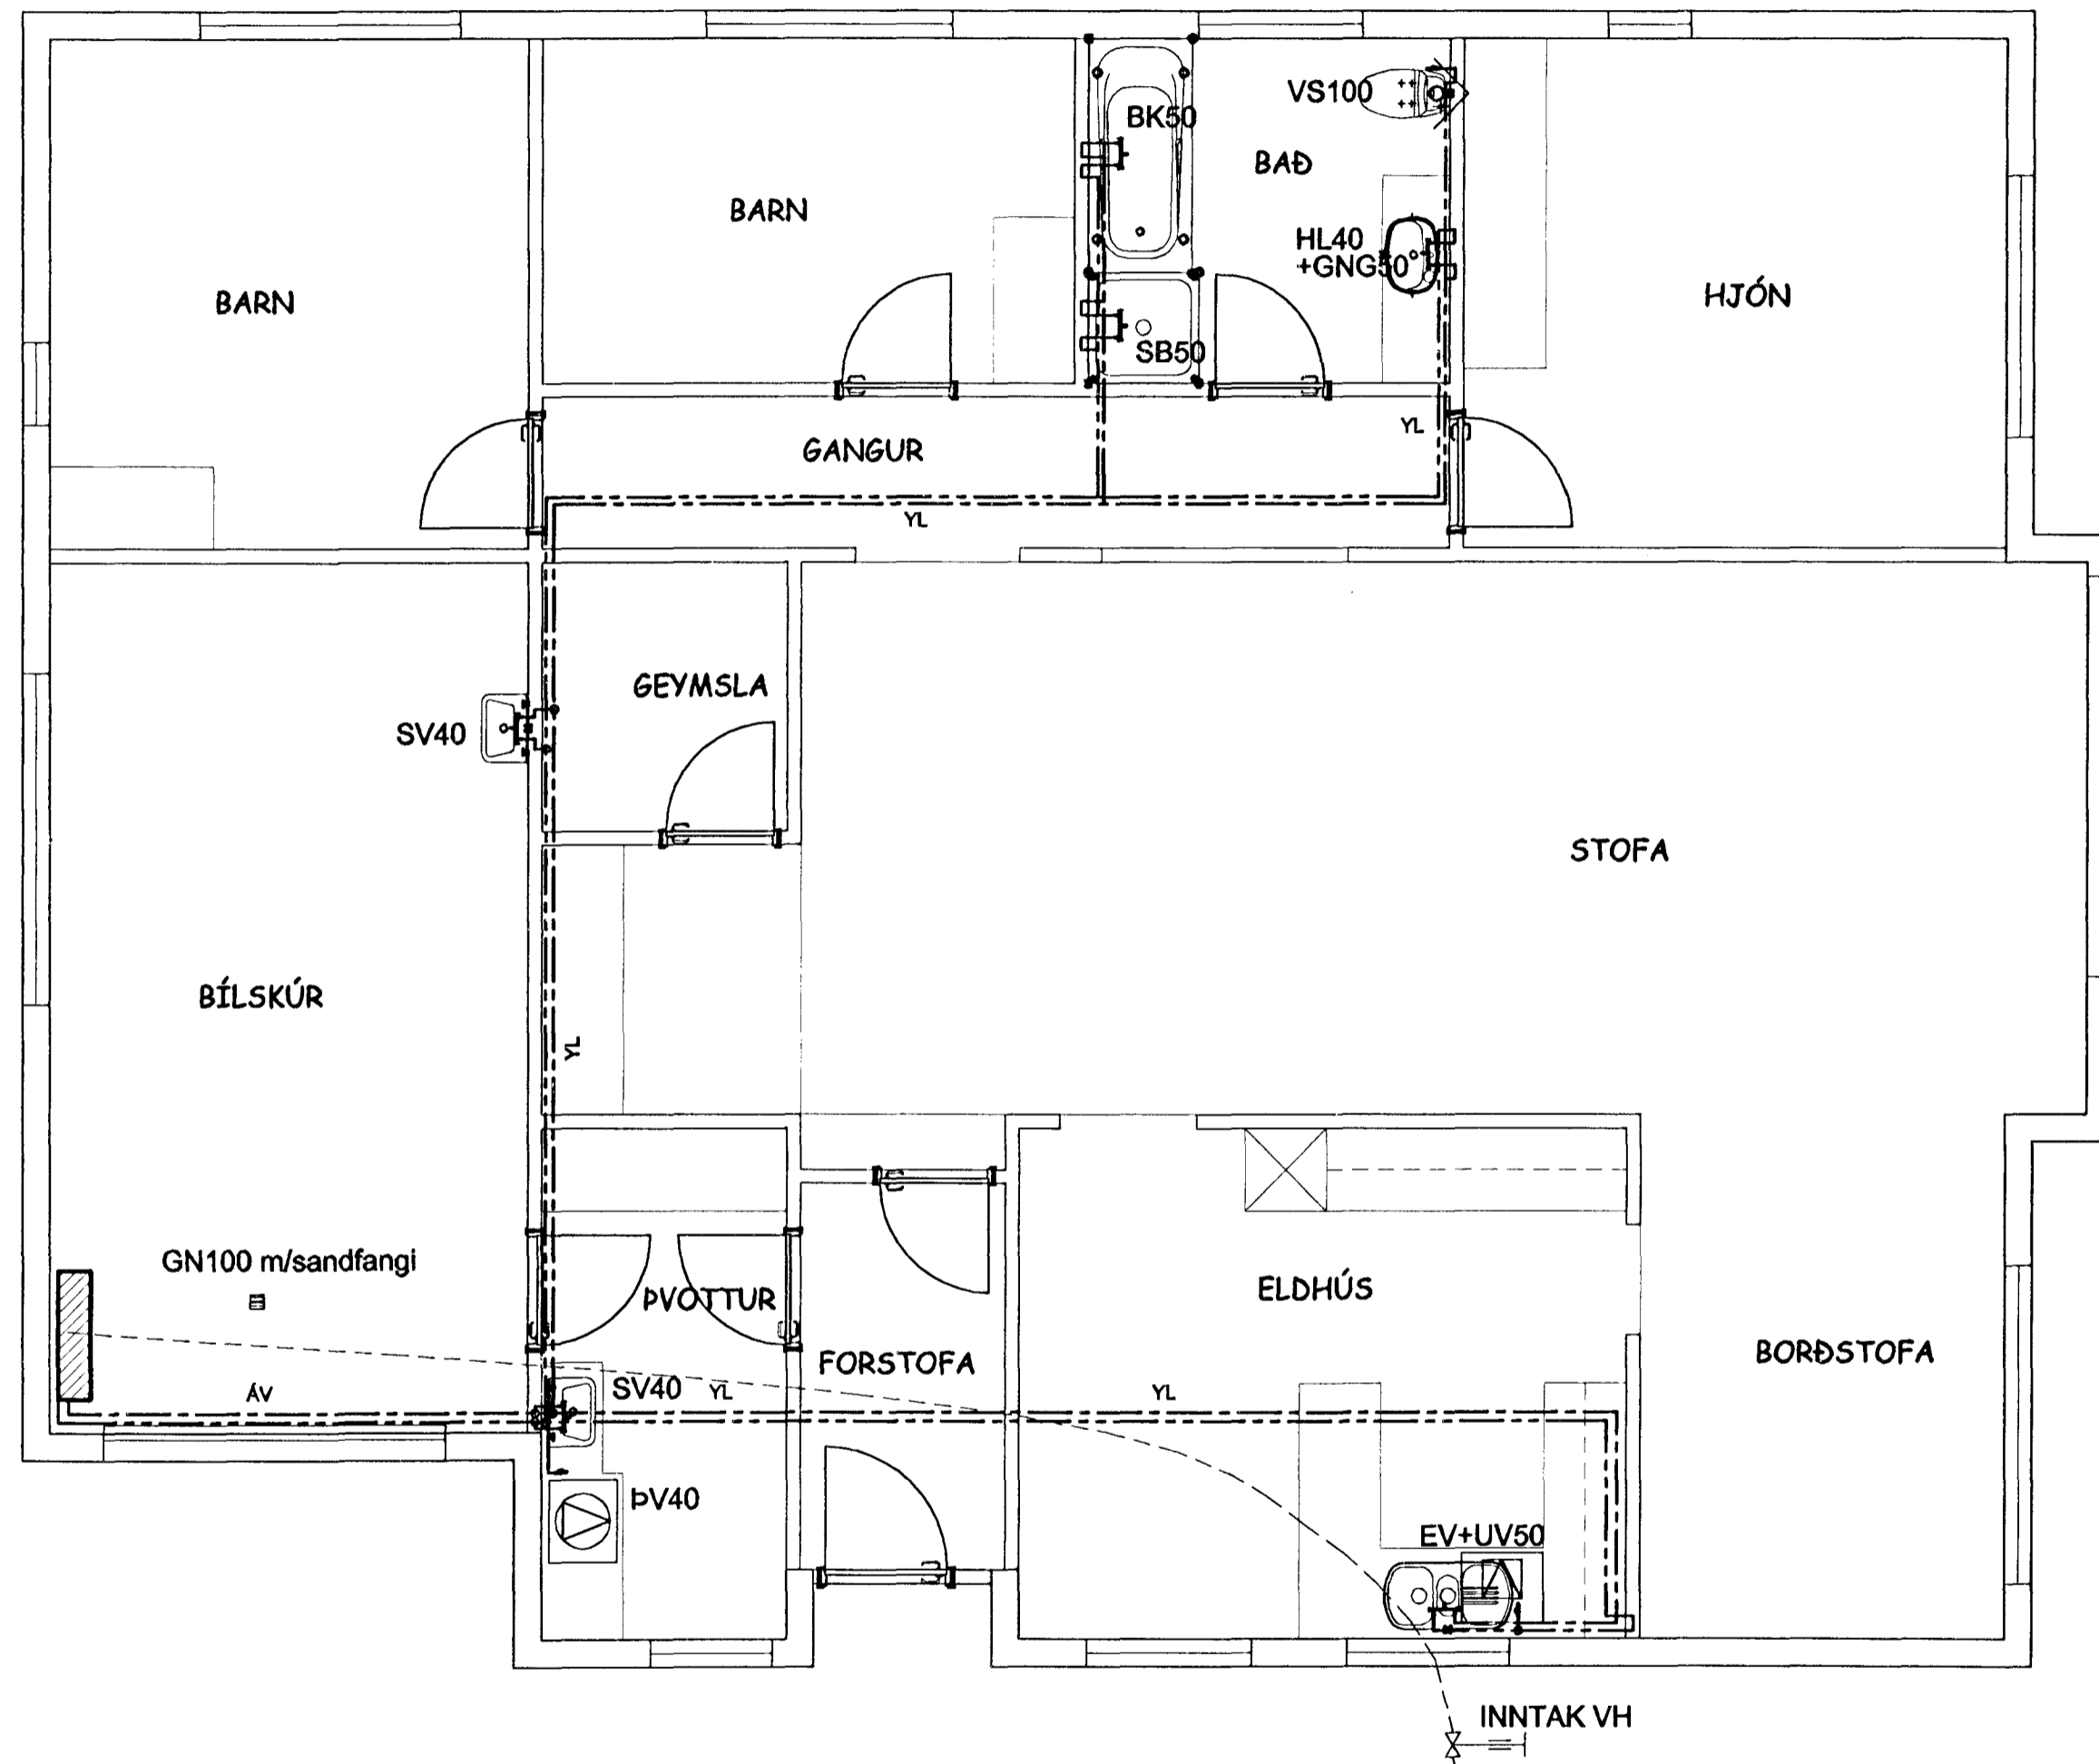 VS100
BK50
BAÐ
BARN
HL40
+GNG50
BARN
HJÓN
SB50
YL
GANGUR
YL
GEYMSLA
SV40
STOFA
BÍLSKÚR
YL
GN100 m/sandfangi
ÞVOTTUR
ELDHÚS
FORSTOFA
BORÐSTOFA
ÁV
SV40
YL
YL
ÞV40
EV+UV50
INNTAK VH